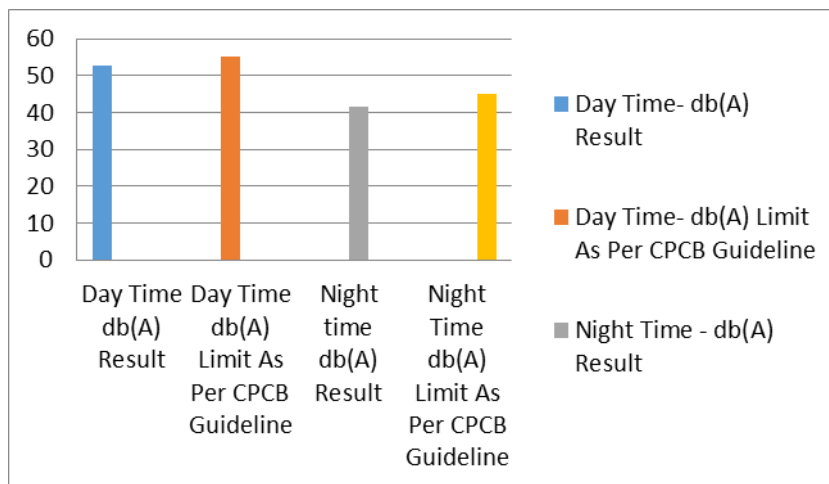 60
50
40
30
20
10
0
Day Time
db(A)
Result
Day Time
db(A)
Limit As
Per CPCB
Guideline
Night
time
db(A)
Result
Night
Time
db(A)
Limit As
Per CPCB
Guideline
Day Time- db(A)
Result
Day Time- db(A) Limit
As Per CPCB Guideline
Night Time - db(A)
Result